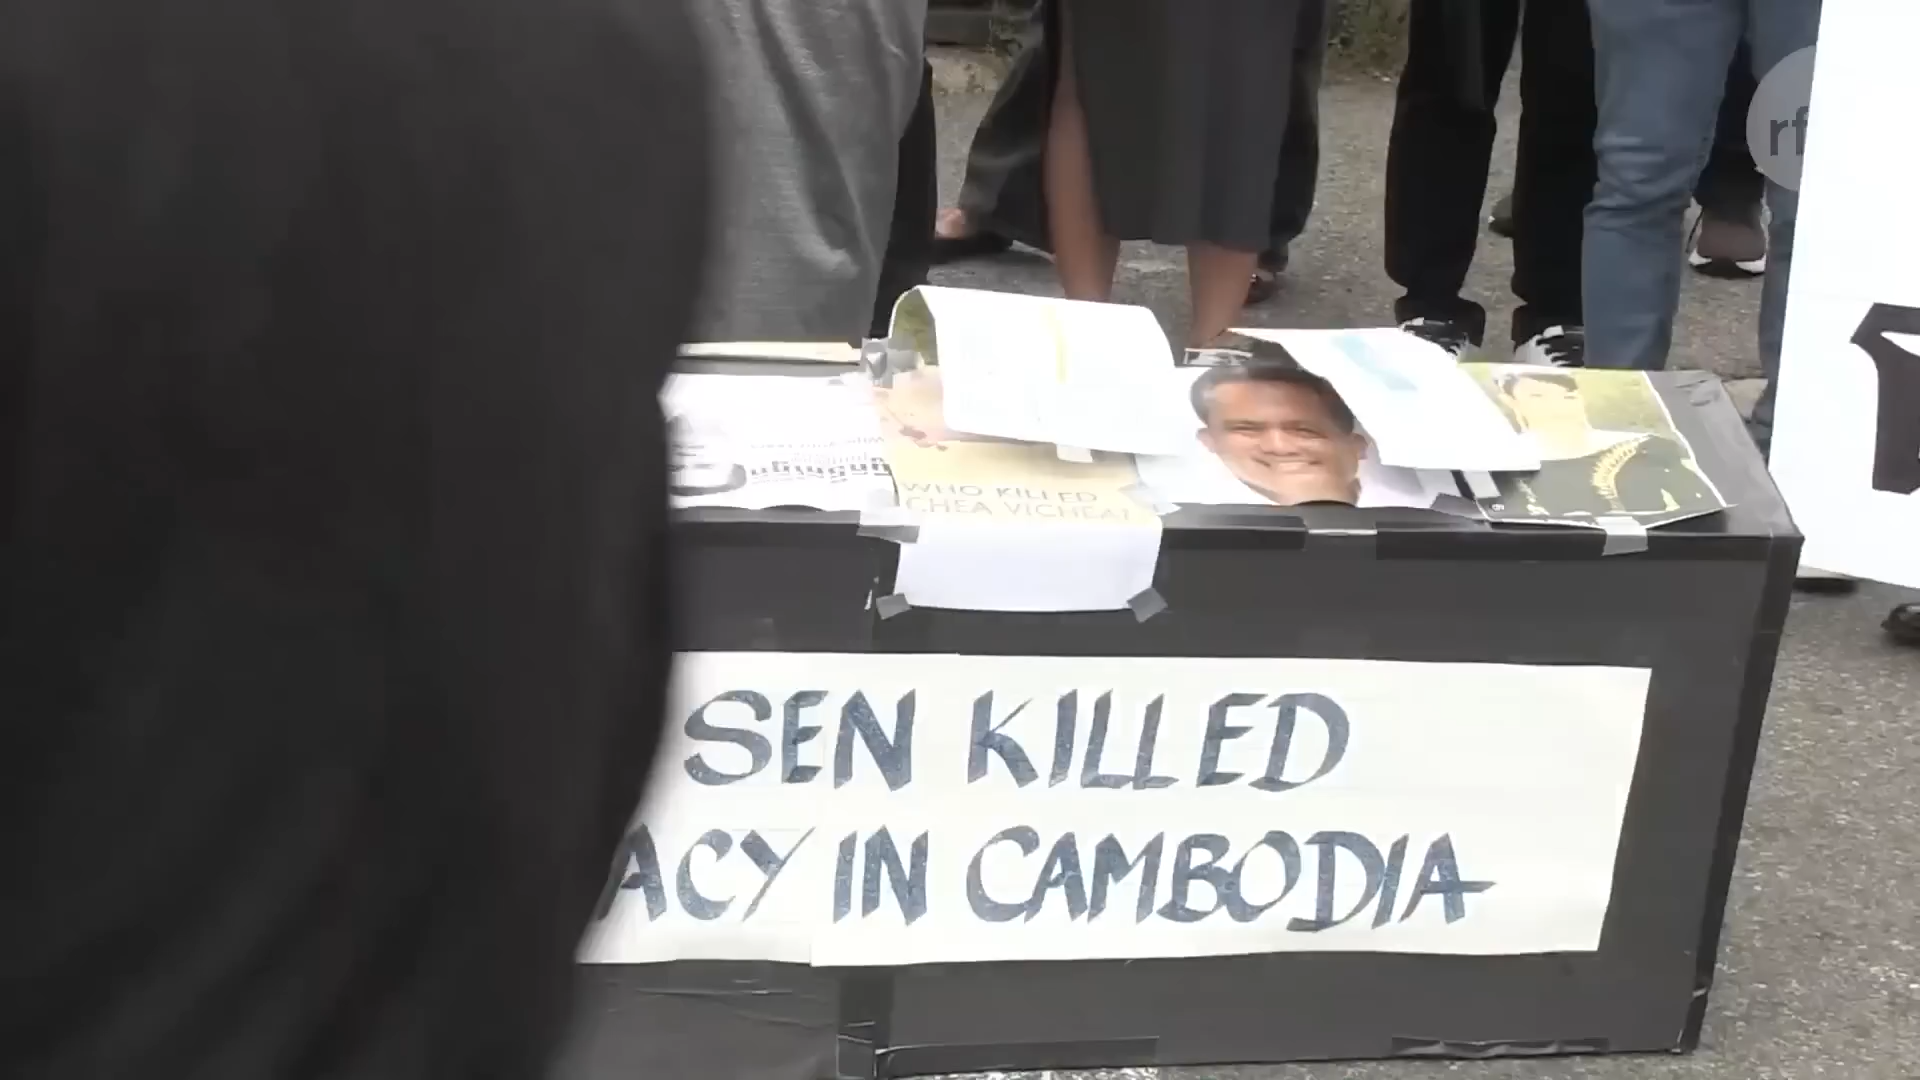 rf
WHO KILLED
CHEA VICHEA?
SEN KILLED
ACY IN CAMBODIA